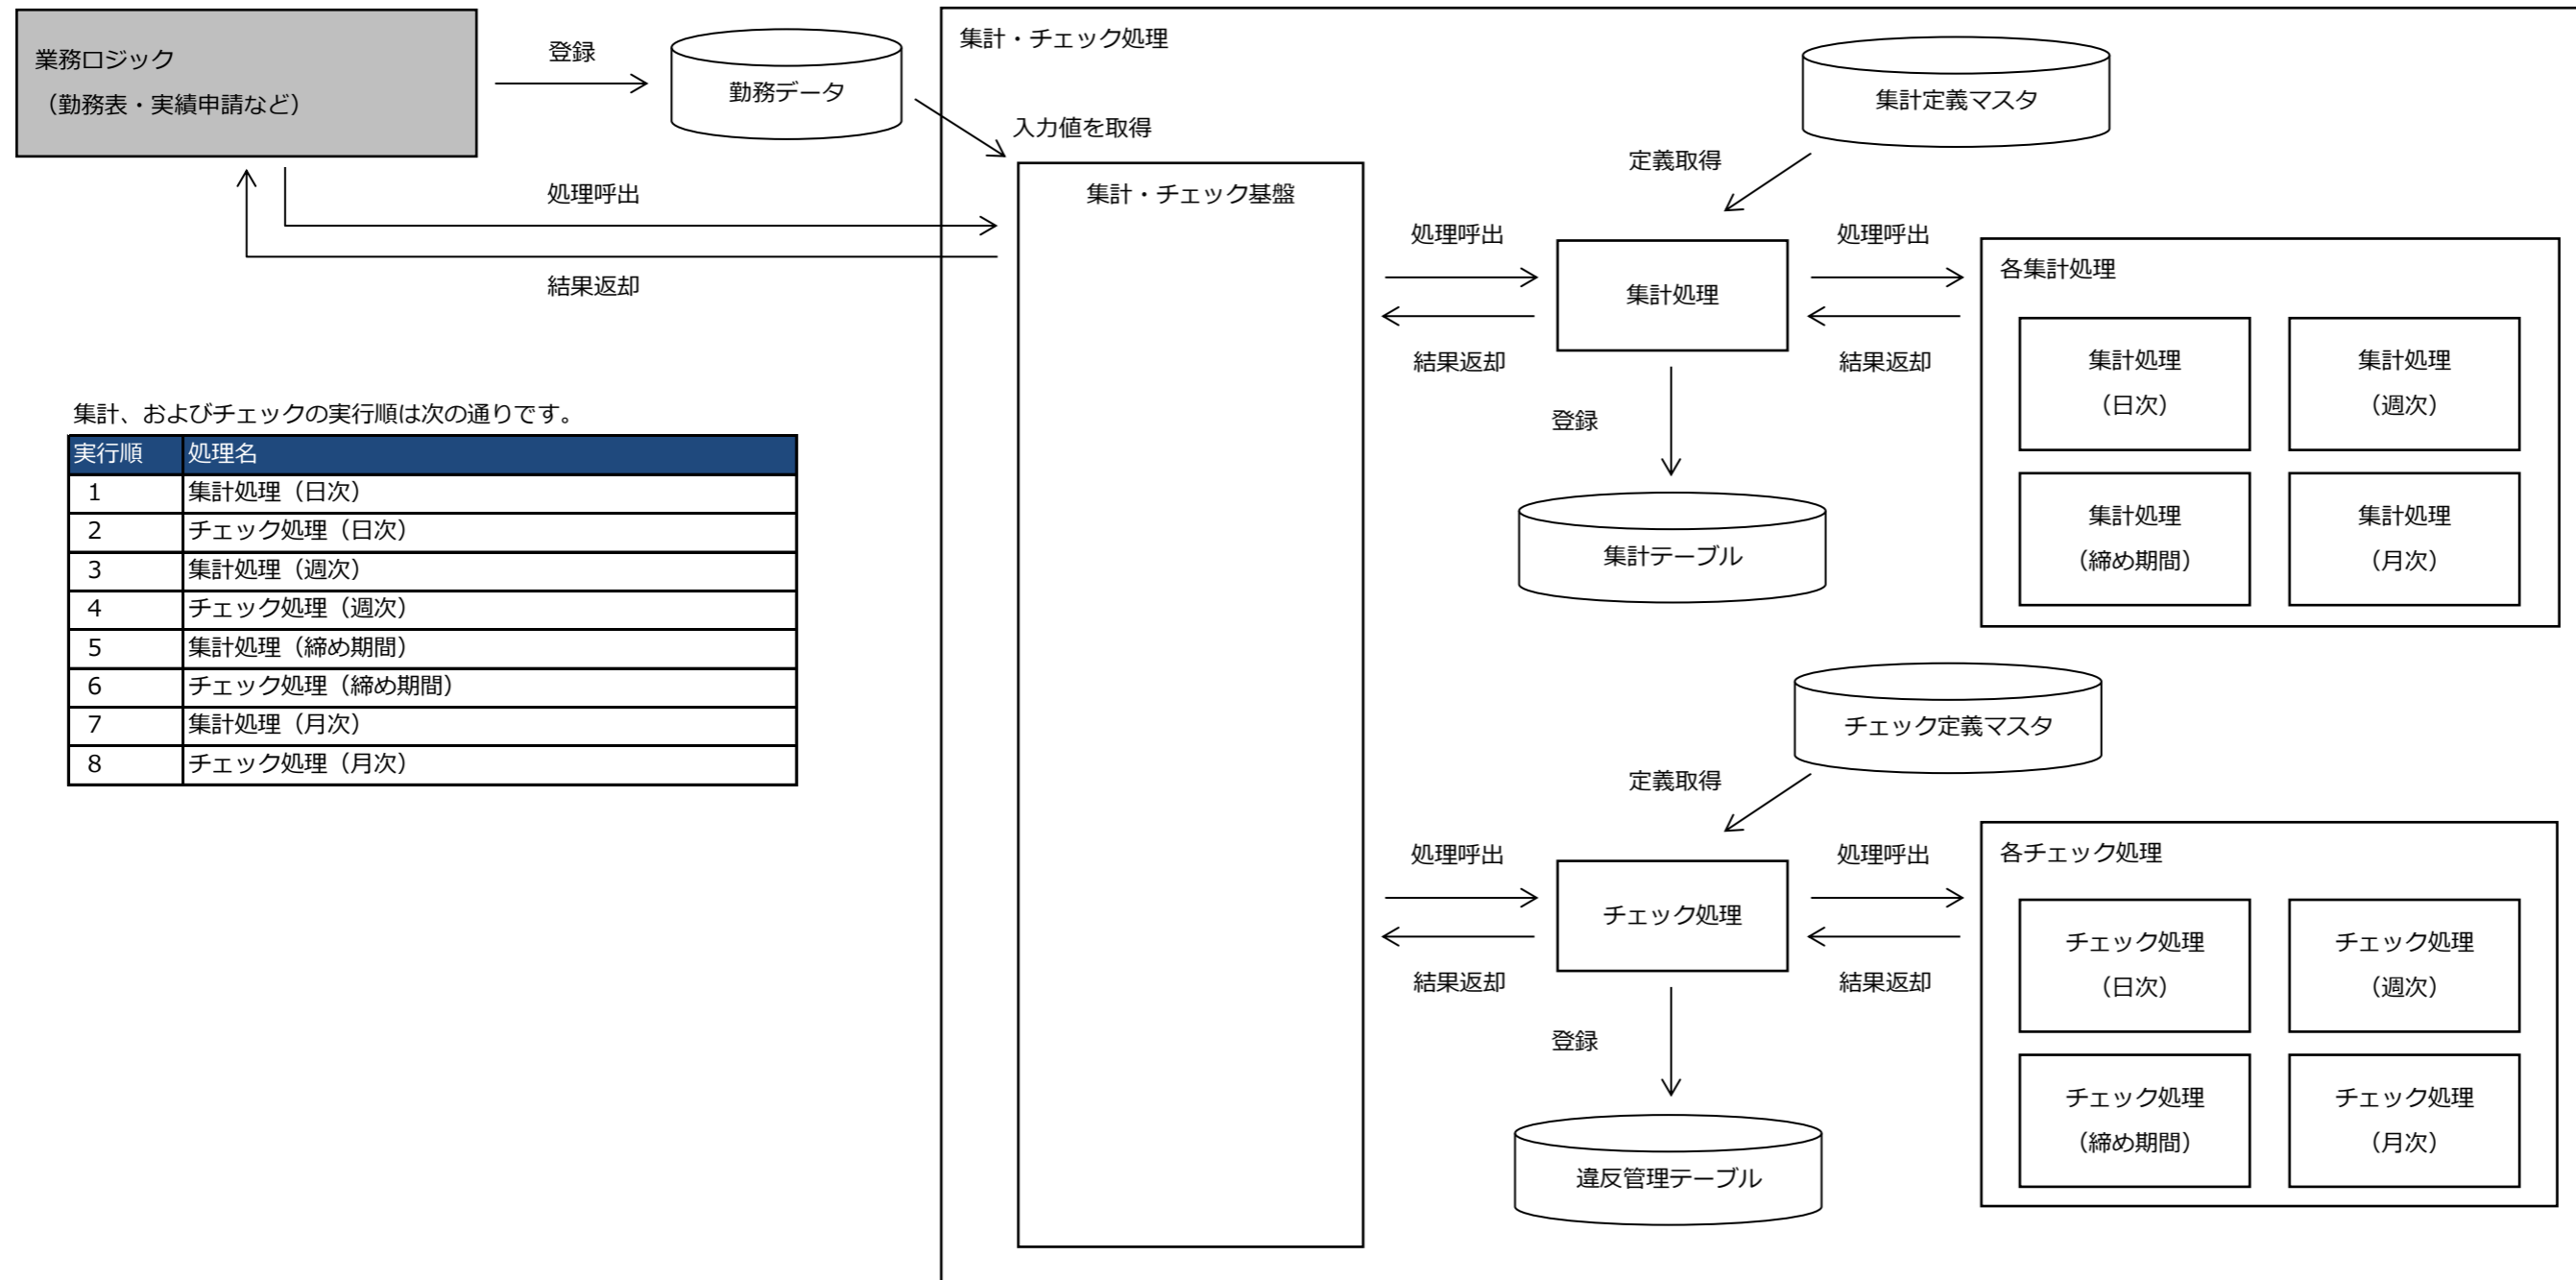 業務ロジック
（勤務表・実績申請など）
登録
勤務データ
入力値を取得
処理呼出
結果返却
集計・チェック処理
集計・チェック基盤
集計定義マスタ
定義取得
処理呼出
集計処理
結果返却
処理呼出
結果返却
登録
集計テーブル
各集計処理
集計処理
（日次）
集計処理
（週次）
集計処理
（締め期間）
集計処理
（月次）
集計、およびチェックの実行順は次の通りです。
実行順 処理名
1 集計処理（日次）
2 チェック処理（日次）
3 集計処理（週次）
4 チェック処理（週次）
5 集計処理（締め期間）
6 チェック処理（締め期間）
7 集計処理（月次）
8 チェック処理（月次）
チェック定義マスタ
定義取得
処理呼出
チェック処理
結果返却
処理呼出
結果返却
登録
違反管理テーブル
各チェック処理
チェック処理
（日次）
チェック処理
（週次）
チェック処理
（締め期間）
チェック処理
（月次）